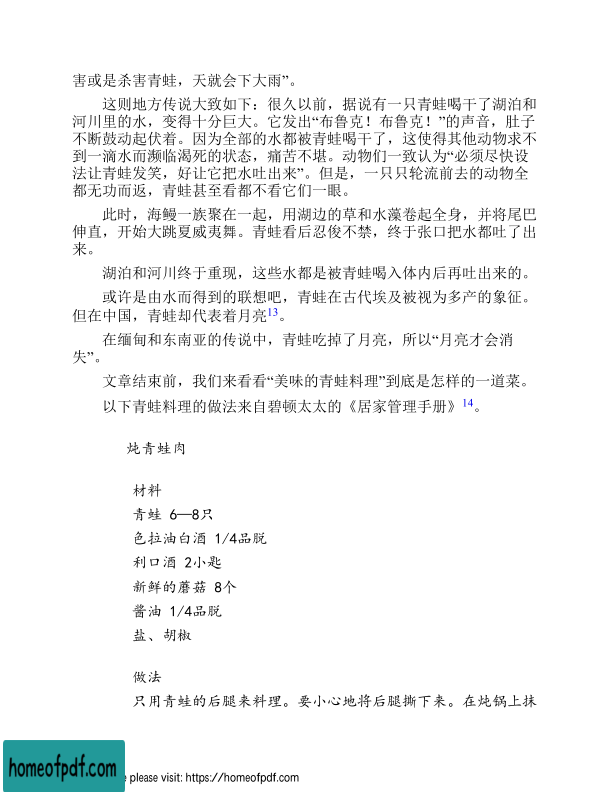 害或是杀害青蛙，天就会下大雨”。
这则地方传说大致如下：很久以前，据说有一只青蛙喝干了湖泊和
河川里的水，变得十分巨大。它发出“布鲁克！布鲁克！”的声音，肚子
不断鼓动起伏着。因为全部的水都被青蛙喝干了，这使得其他动物求不
到一滴水而濒临渴死的状态，痛苦不堪。动物们一致认为“必须尽快设
法让青蛙发笑，好让它把水吐出来”。但是，一只只轮流前去的动物全
都无功而返，青蛙甚至看都不看它们一眼。
此时，海鳗一族聚在一起，用湖边的草和水藻卷起全身，并将尾巴
伸直，开始大跳夏威夷舞。青蛙看后忍俊不禁，终于张口把水都吐了出
来。
湖泊和河川终于重现，这些水都是被青蛙喝入体内后再吐出来的。
或许是由水而得到的联想吧，青蛙在古代埃及被视为多产的象征。
但在中国，青蛙却代表着月亮13。
在缅甸和东南亚的传说中，青蛙吃掉了月亮，所以“月亮才会消
失”。
文章结束前，我们来看看“美味的青蛙料理”到底是怎样的一道菜。
以下青蛙料理的做法来自碧顿太太的《居家管理手册》14。
炖青蛙肉
材料
青蛙 6—8只
色拉油白酒 1/4品脱
利口酒 2小匙
新鲜的蘑菇 8个
酱油 1/4品脱
盐、胡椒
做法
只用青蛙的后腿来料理。要小心地将后腿撕下来。在炖锅上抹
homeofpdf.com
e please visit: https://homeofpdf.com